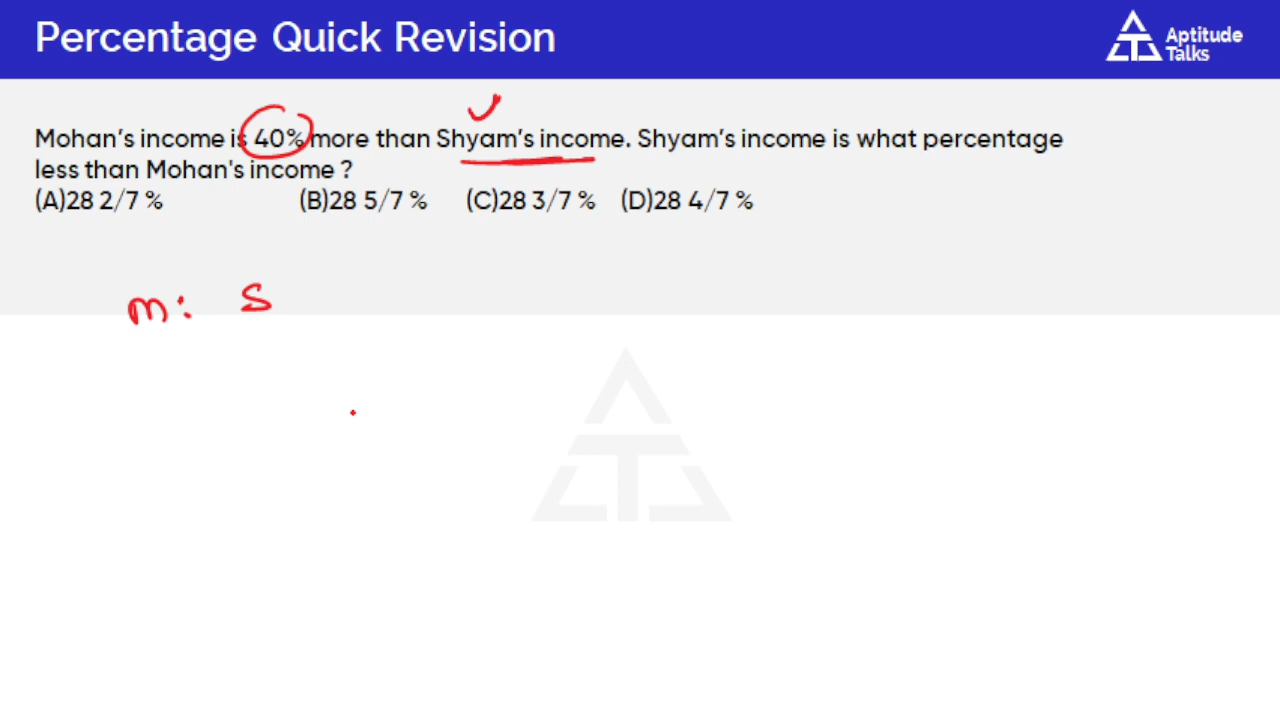 Percentage Quick Revision
Aptitude
Talks
Mohan's income is 40% more than Shyam's income. Shyam's income is what percentage
less than Mohan's income ?
(A)28 2/7 % (B)28 5/7 % (C)28 3/7 % (D)28 4/7 %
m: S